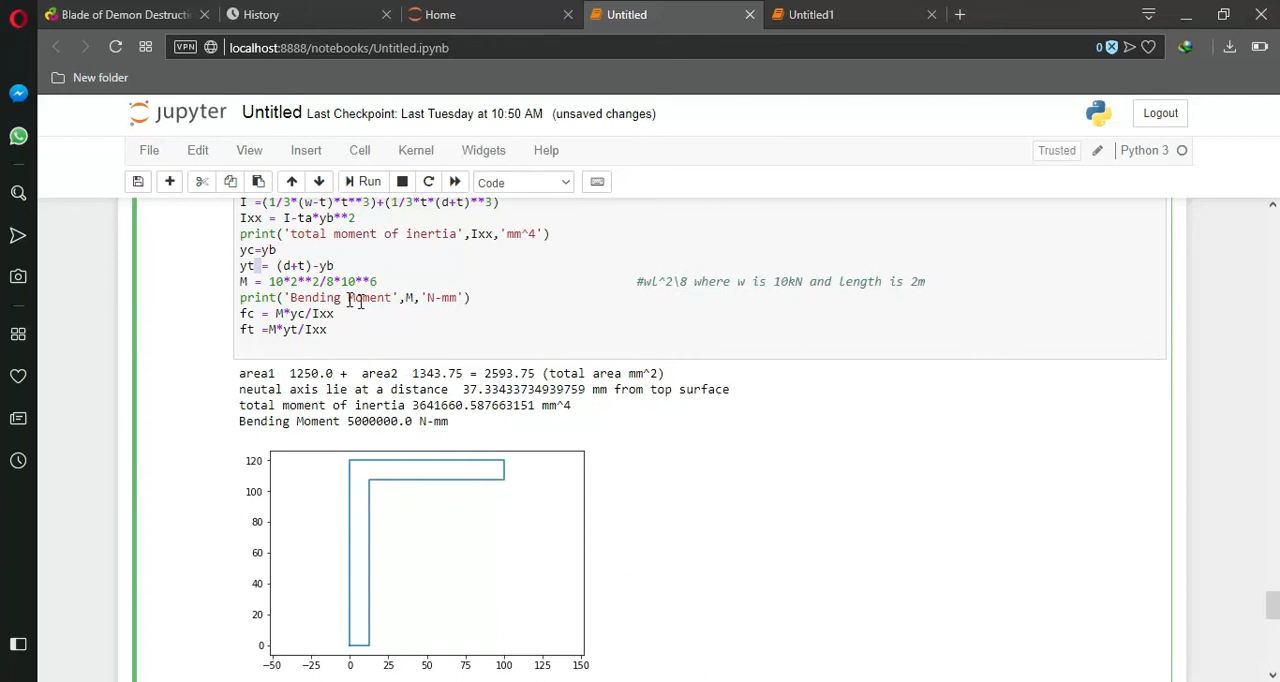 Blade of Demon Destruct
History
Home
Untitled
Untitled1
VPN
localhost:8888/notebooks/Untitled.ipynb
0
New folder
jupyter Untitled Last Checkpoint: Last Tuesday at 10:50 AM (unsaved changes)
Logout
File Edit View Insert Cell Kernel Widgets Help
Trusted
Python 3
Run
Code
I =(1/3*(w-t)*t**3)+(1/3*t*(d+t)**3)
Ixx = I-ta*yb**2
print('total moment of inertia',Ixx,'mm^4')
yc=yb
yt = (d+t)-yb
M = 10*2**2/8*10**6 #wl^2\8 where w is 10kN and length is 2m
print('Bending Moment',M,'N-mm')
fc = M*yc/Ixx
ft =M*yt/Ixx
area1 1250.0 + area2 1343.75 = 2593.75 (total area mm^2)
neutal axis lie at a distance 37.33433734939759 mm from top surface
total moment of inertia 3641660.587663151 mm^4
Bending Moment 5000000.0 N-mm
120
100
80
60
40
20
0
−50 −25 0 25 50 75 100 125 150